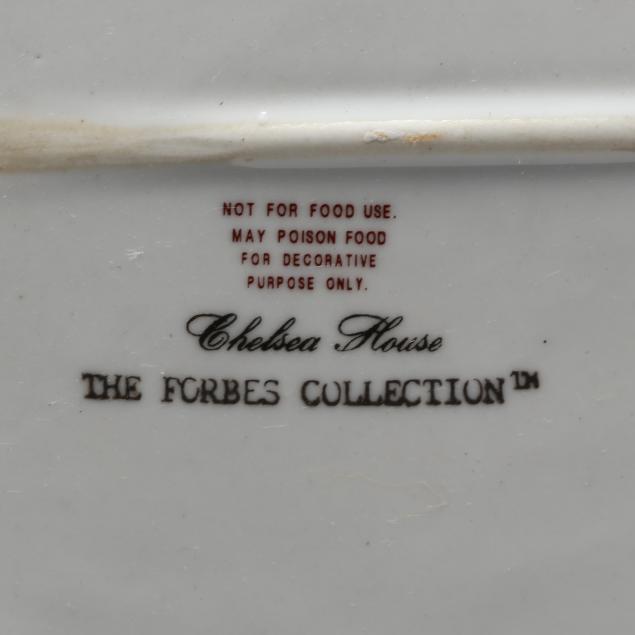 NOT FOR FOOD USE.
MAY POISON FOOD
FOR DECORATIVE
PURPOSE ONLY.
Chelsea House
THE FORBES COLLECTION™